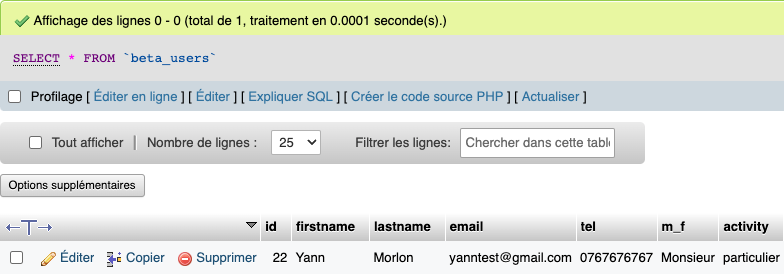 Affichage des lignes 0 - 0 (total de 1, traitement en 0.0001 seconde(s).)
SELECT * FROM `beta_users`
Profilage [ Éditer en ligne ] [ Éditer ] [ Expliquer SQL ] [ Créer le code source PHP ] [ Actualiser ]
Tout afficher | Nombre de lignes : 25 Filtrer les lignes: Chercher dans cette table
Options supplémentaires
←T→ id firstname lastname email tel m_f activity
Éditer Copier Supprimer 22 Yann Morlon yanntest@gmail.com 0767676767 Monsieur particulier